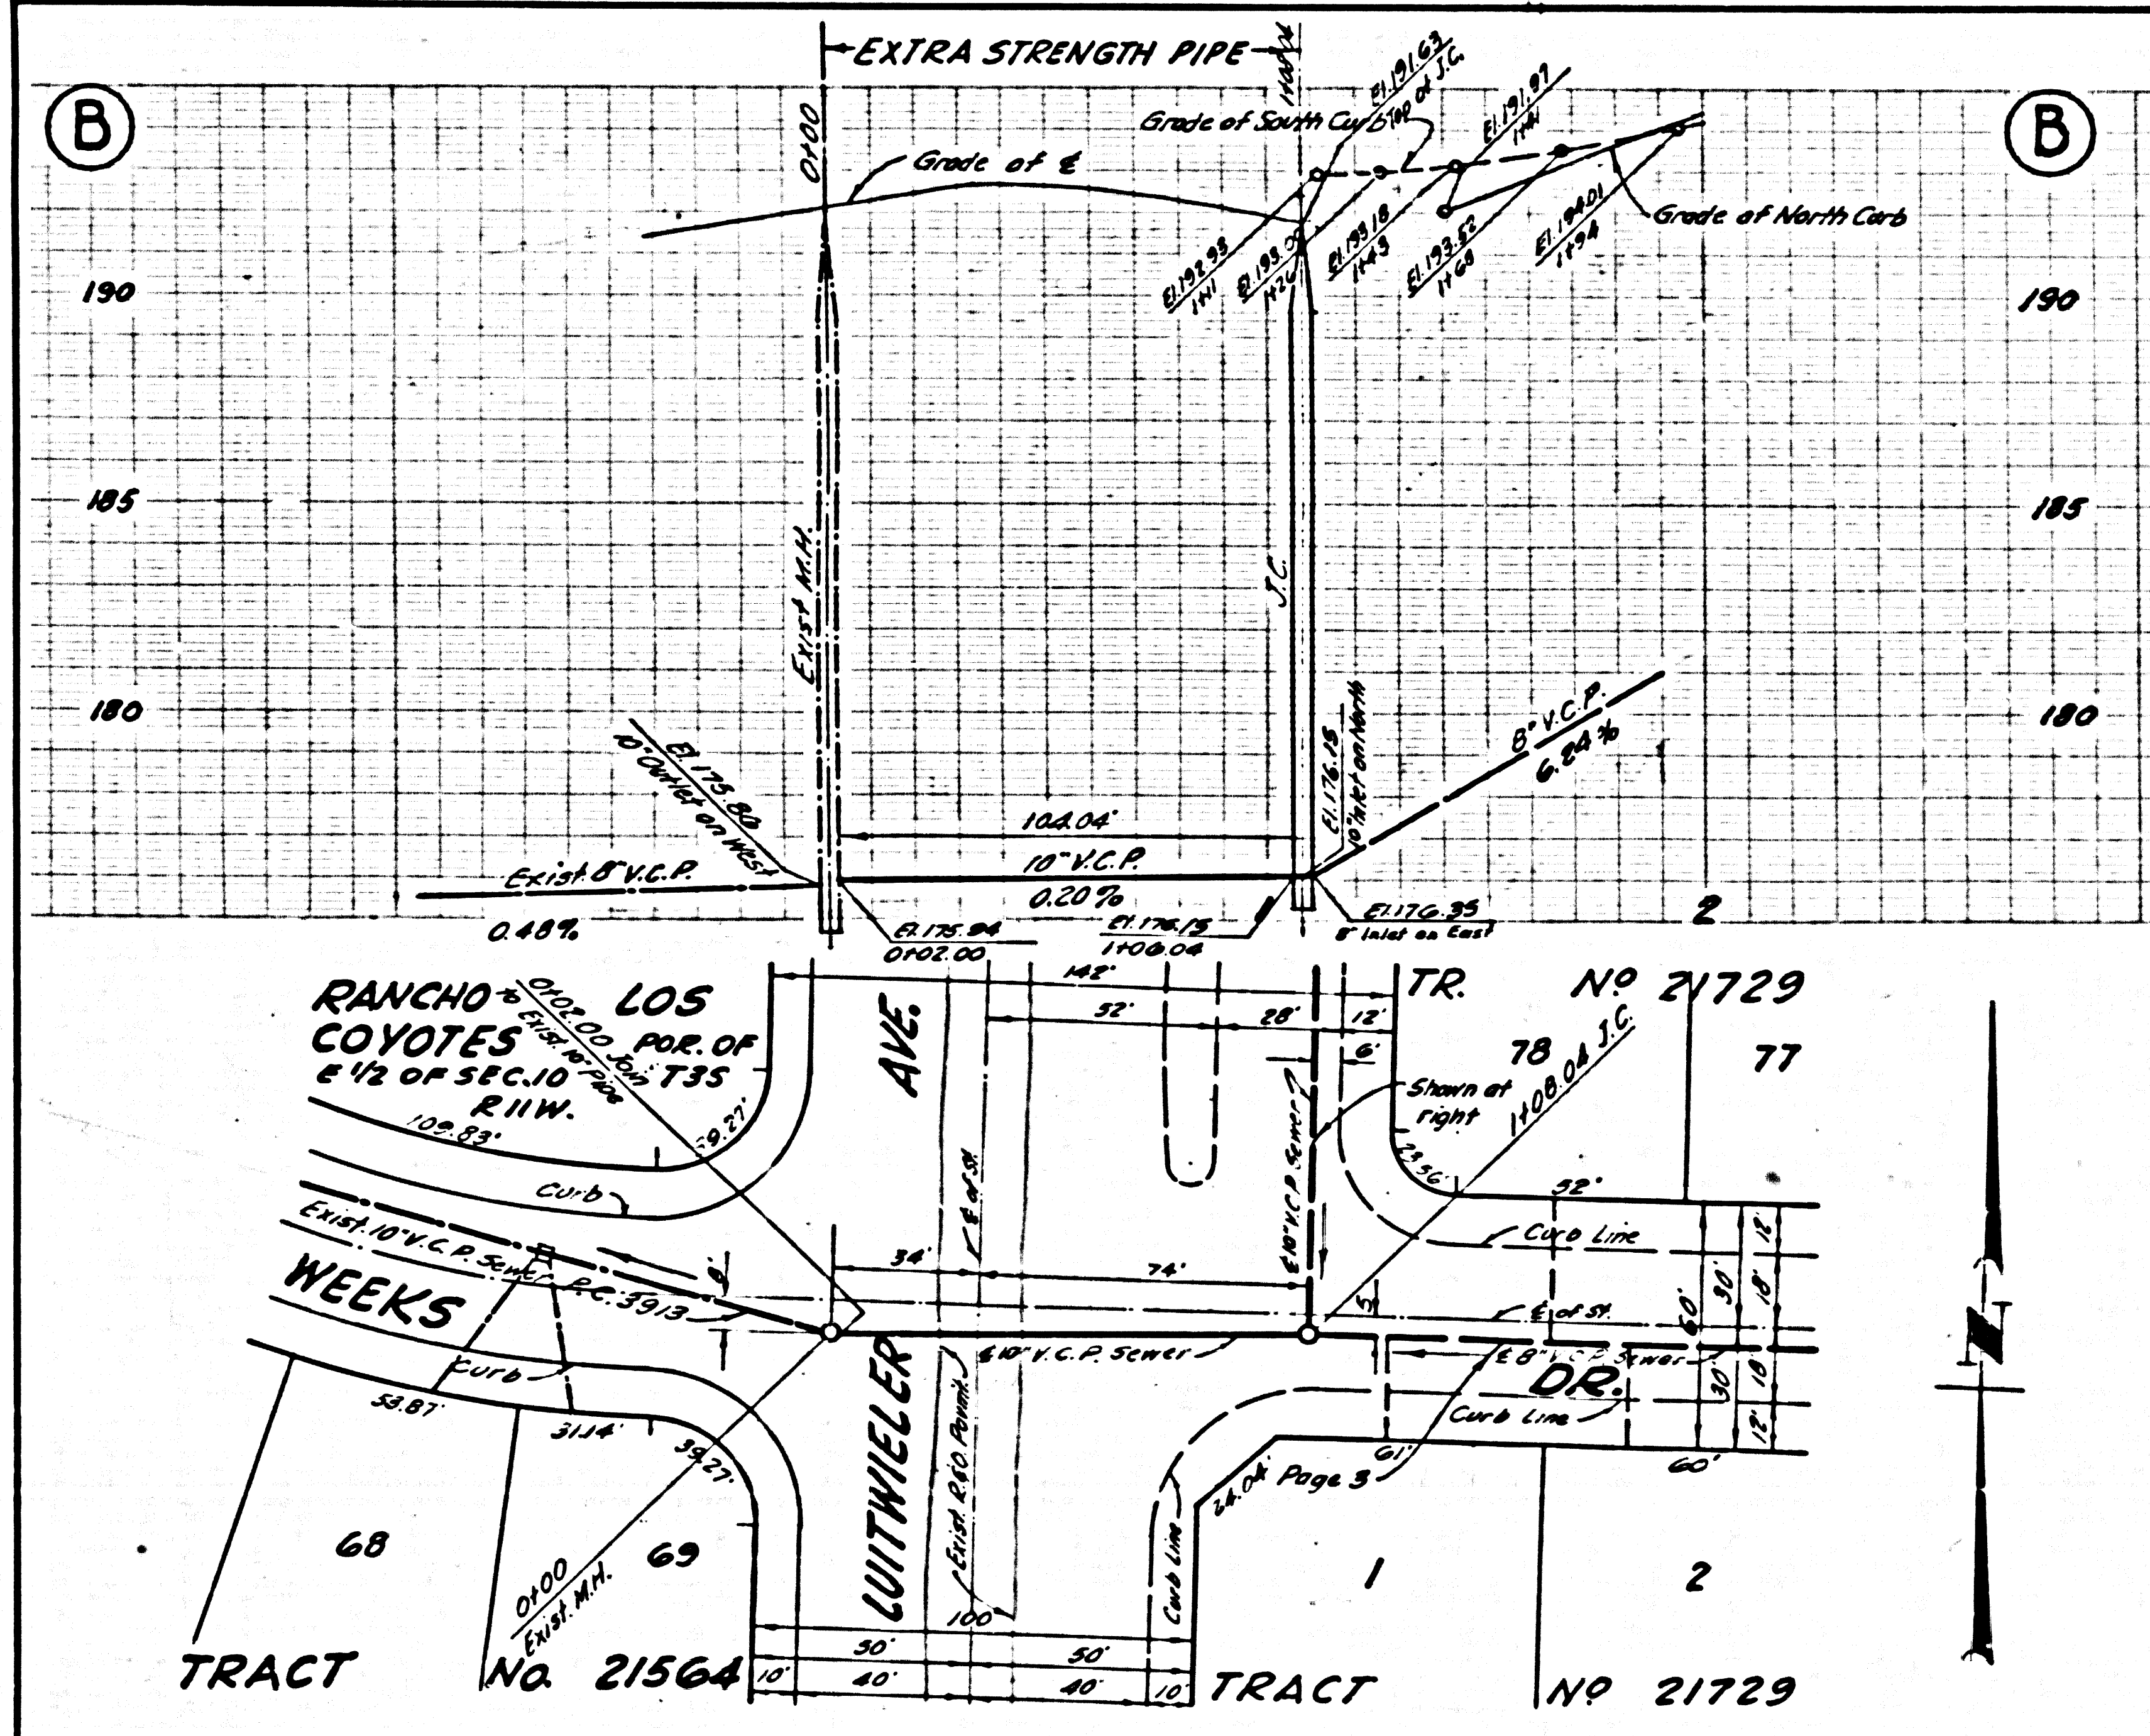 EXTRA STRENGTH PIPE
B
B
0+00
1+08.04
Grade of ℄
Grade of South Curb
El. 191.63
Top of J.C.
El. 191.97
1+41
El. 192.93
1+11
El. 193.0
1+26
El. 193.18
1+43
El. 193.52
1+60
El. 194.01
1+94
Grade of North Curb
190
190
185
185
180
180
Exist M.H.
J.C.
El. 175.80
10" Outlet on West
Exist. 8" V.C.P.
0.48%
104.04'
10" V.C.P.
0.20%
El. 175.94
0+02.00
El. 176.15
1+06.04
El. 176.15
10" Inlet on North
8" V.C.P.
6.24%
El. 176.35
8" Inlet on East
2
RANCHO LOS
COYOTES POR. OF
E 1/2 OF SEC. 10 T3S
R 11 W.
0+02.00 Join
to Exist. 10" Pipe
109.83'
9.27'
Curb
Exist. 10" V.C.P. Sewer P.C. 5913
WEEKS
Curb
53.87'
31.14'
39.27'
68
69
0+00
Exist. M.H.
TRACT No. 21564
AVE.
LUITWIELER
142'
52'
28'
12'
6'
℄ of St.
34'
74'
℄ 10" V.C.P. Sewer
℄ 10" V.C.P. Sewer
Exist. R.&O. Pavmt.
100'
50'
50'
10'
40'
40'
10'
TR. Nº 21729
78
77
Shown at
right
1+08.04 J.C.
23.56'
52'
Curb Line
℄ of St.
5'
℄ 8" V.C.P. Sewer
DR.
Curb Line
60'
30'
30'
12'
18'
18'
12'
61'
60'
24.04'
Page 3
Curb Line
1
2
TRACT Nº 21729
N